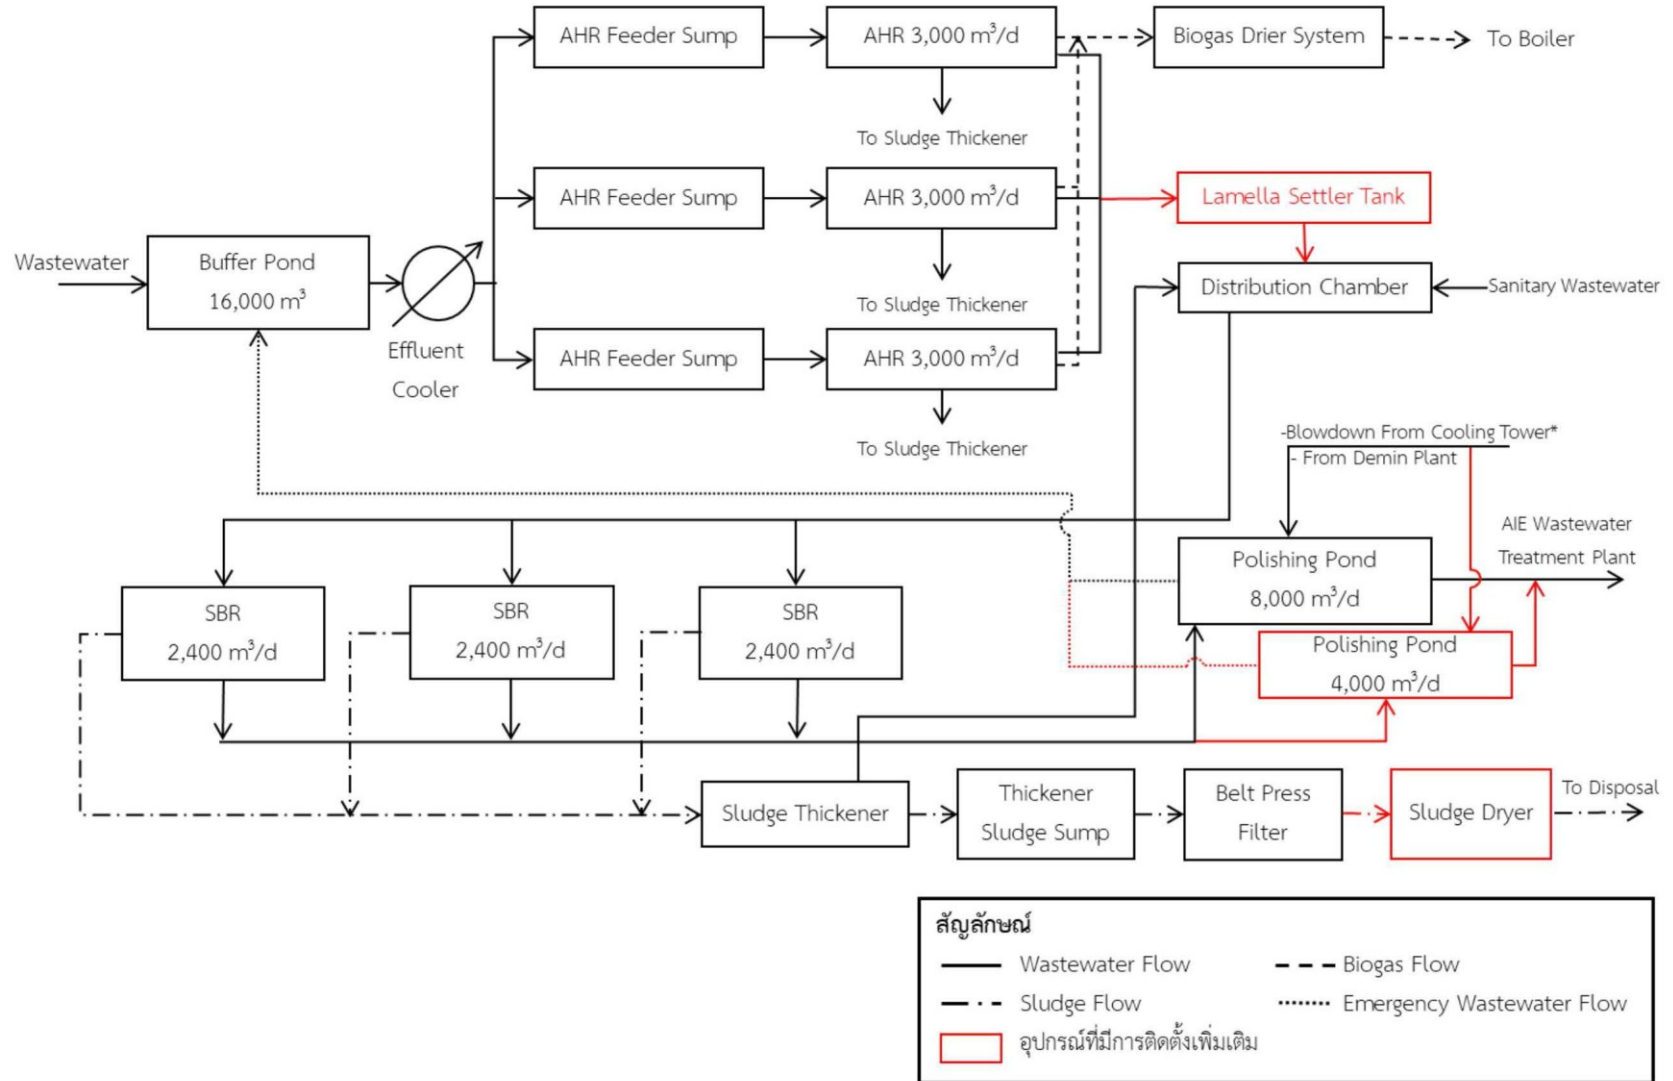 AHR Feeder Sump
AHR 3,000 m³/d
Biogas Drier System
To Boiler
To Sludge Thickener
AHR Feeder Sump
AHR 3,000 m³/d
Lamella Settler Tank
To Sludge Thickener
Wastewater
Buffer Pond
16,000 m³
Effluent
Cooler
Distribution Chamber
Sanitary Wastewater
AHR Feeder Sump
AHR 3,000 m³/d
To Sludge Thickener
-Blowdown From Cooling Tower*
- From Demin Plant
AIE Wastewater
Treatment Plant
Polishing Pond
8,000 m³/d
SBR
2,400 m³/d
SBR
2,400 m³/d
SBR
2,400 m³/d
Polishing Pond
4,000 m³/d
Sludge Thickener
Thickener
Sludge Sump
Belt Press
Filter
Sludge Dryer
To Disposal
สัญลักษณ์
Wastewater Flow
Biogas Flow
Sludge Flow
Emergency Wastewater Flow
อุปกรณ์ที่มีการติดตั้งเพิ่มเติม